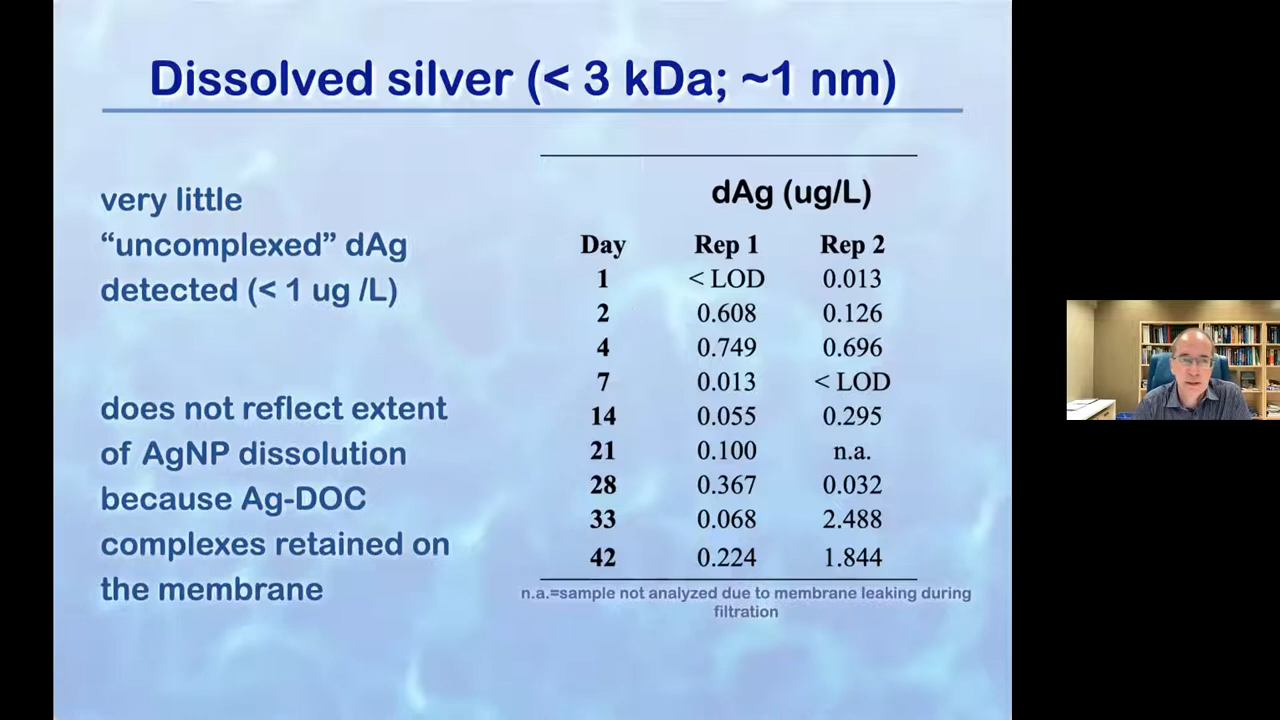 Dissolved silver (< 3 kDa; ~1 nm)
very little
“uncomplexed” dAg
detected (< 1 ug /L)
does not reflect extent
of AgNP dissolution
because Ag-DOC
complexes retained on
the membrane
dAg (ug/L)
Day Rep 1 Rep 2
1 < LOD 0.013
2 0.608 0.126
4 0.749 0.696
7 0.013 < LOD
14 0.055 0.295
21 0.100 n.a.
28 0.367 0.032
33 0.068 2.488
42 0.224 1.844
n.a.=sample not analyzed due to membrane leaking during
filtration